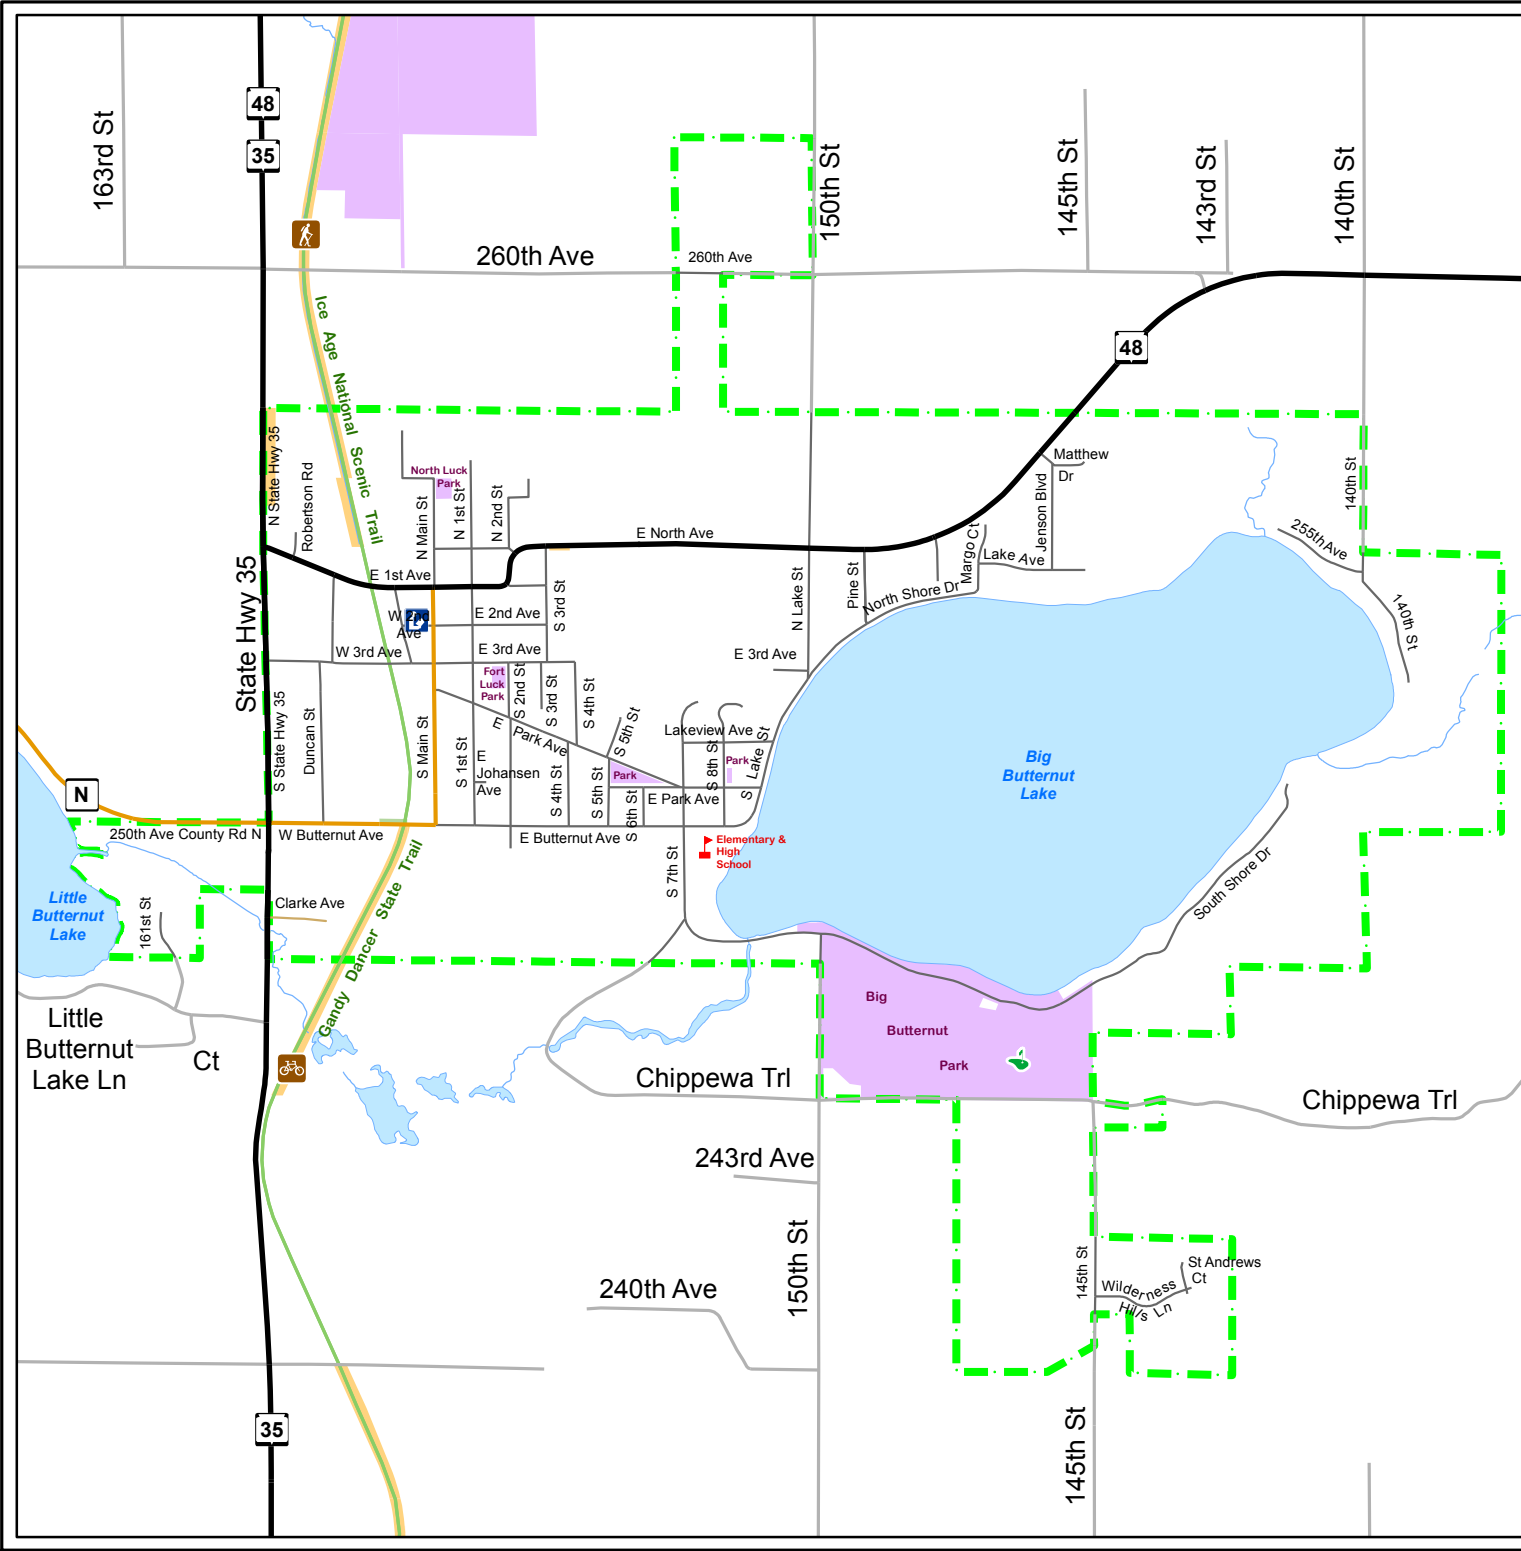 48
35
163rd St
150th St
145th St
143rd St
140th St
260th Ave
260th Ave
Ice Age National Scenic Trail
48
N State Hwy 35
Robertson Rd
North Luck
Park
N Main St
N 1st St
N 2nd St
E North Ave
Matthew
Dr
Jenson Blvd
140th St
255th Ave
Margo Ct
Lake Ave
State Hwy 35
E 1st Ave
W 2nd
Ave
E 2nd Ave
S 3rd St
N Lake St
Pine St
North Shore Dr
140th St
W 3rd Ave
E 3rd Ave
E 3rd Ave
Fort
Luck
Park
S 2nd St
S 3rd St
S 4th St
S State Hwy 35
Duncan St
S Main St
S 1st St
E
Park Ave
S 5th St
Lakeview Ave
S 8th St
S Lake St
Park
E
Johansen
Ave
S 4th St
S 5th St
Park
S 6th St
E Park Ave
Big
Butternut
Lake
N
250th Ave County Rd N
W Butternut Ave
E Butternut Ave
Elementary &
High
School
S 7th St
South Shore Dr
Little
Butternut
Lake
161st St
Clarke Ave
Gandy Dancer State Trail
Big
Butternut
Park
Little
Butternut
Lake Ln
Ct
Chippewa Trl
Chippewa Trl
243rd Ave
150th St
240th Ave
145th St
St Andrews
Ct
Wilderness
Hills Ln
35
145th St